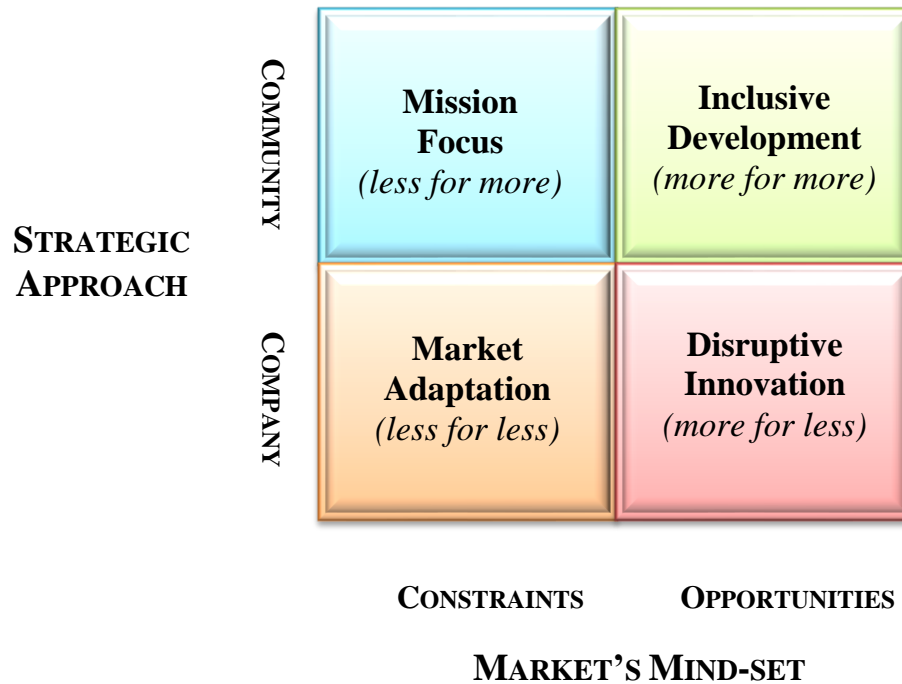 COMMUNITY
Mission
Focus
(less for more)
Inclusive
Development
(more for more)
STRATEGIC
APPROACH
COMPANY
Market
Adaptation
(less for less)
Disruptive
Innovation
(more for less)
CONSTRAINTS
OPPORTUNITIES
MARKET'S MIND-SET